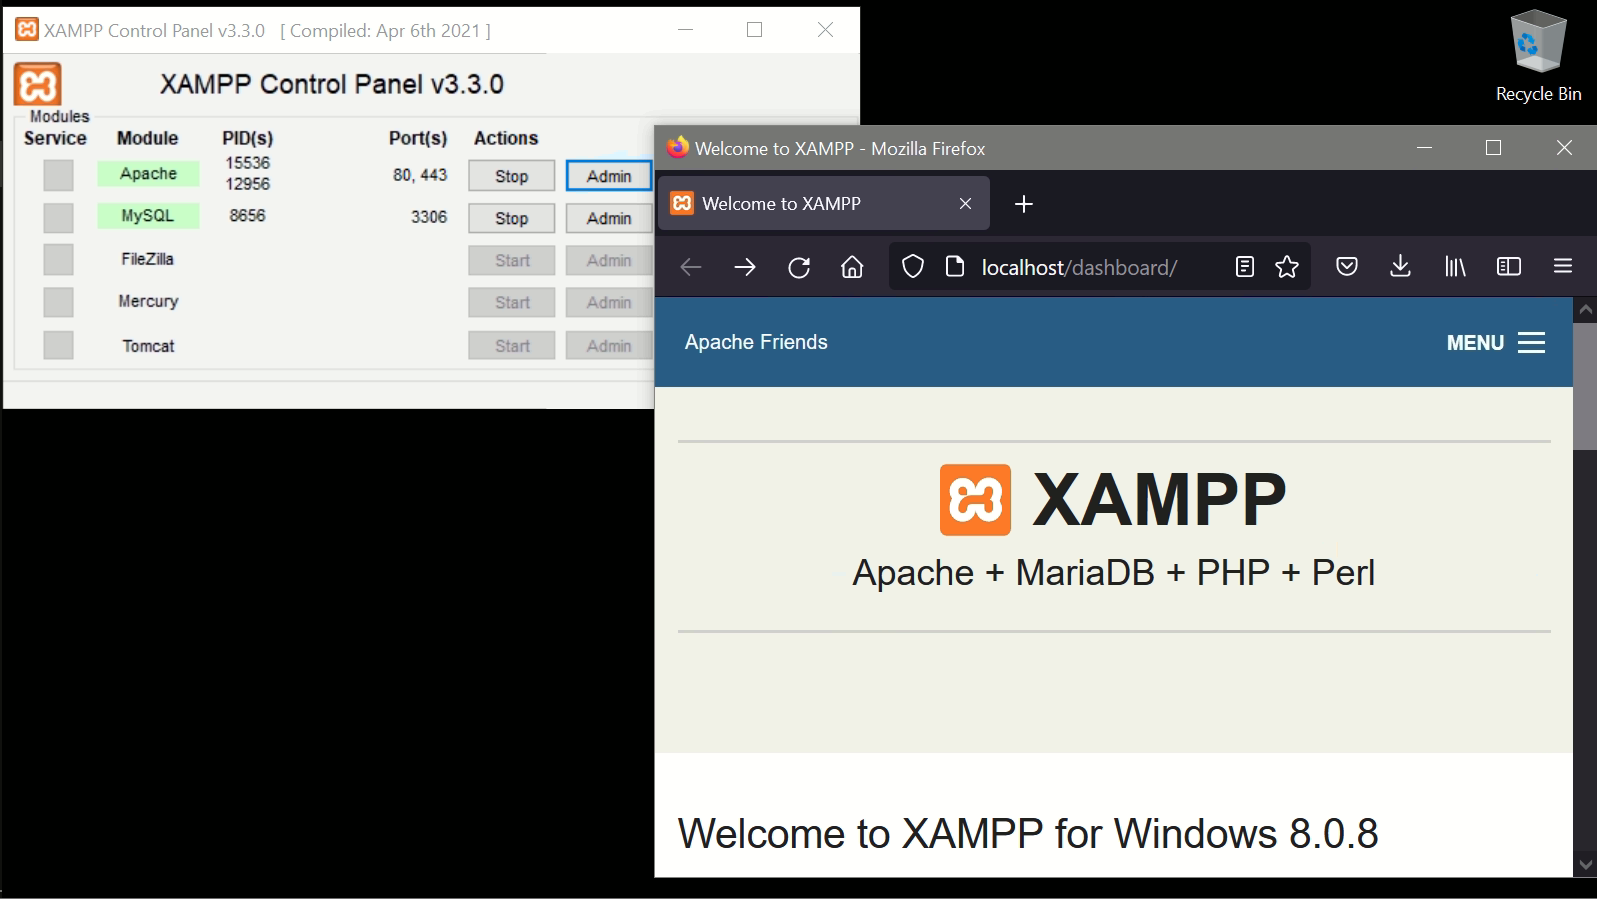 XAMPP Control Panel v3.3.0 [ Compiled: Apr 6th 2021 ]
XAMPP Control Panel v3.3.0
Modules
Service Module PID(s) Port(s) Actions
Apache 15536 12956 80, 443 Stop Admin
MySQL 8656 3306 Stop Admin
FileZilla Start Admin
Mercury Start Admin
Tomcat Start Admin
Recycle Bin
Welcome to XAMPP - Mozilla Firefox
Welcome to XAMPP
localhost/dashboard/
Apache Friends MENU
XAMPP
Apache + MariaDB + PHP + Perl
Welcome to XAMPP for Windows 8.0.8